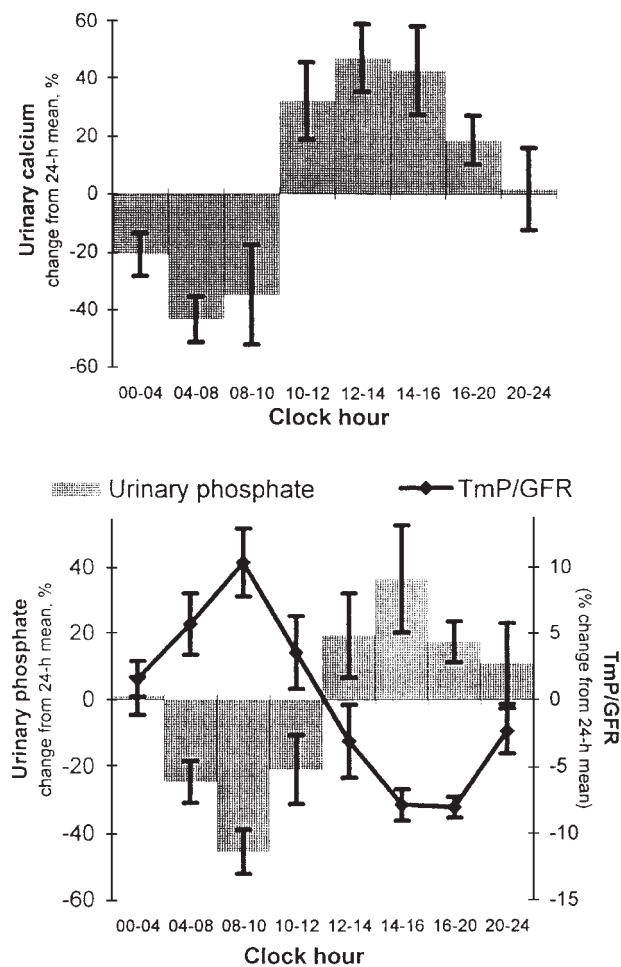 Urinary calcium
change from 24-h mean, %
60
40
20
0
-20
-40
-60
00-04 04-08 08-10 10-12 12-14 14-16 16-20 20-24
Clock hour
Urinary phosphate TmP/GFR
Urinary phosphate
change from 24-h mean, %
40
20
0
-20
-40
-60
10
5
0
-5
-10
-15
TmP/GFR
(% change from 24-h mean)
00-04 04-08 08-10 10-12 12-14 14-16 16-20 20-24
Clock hour